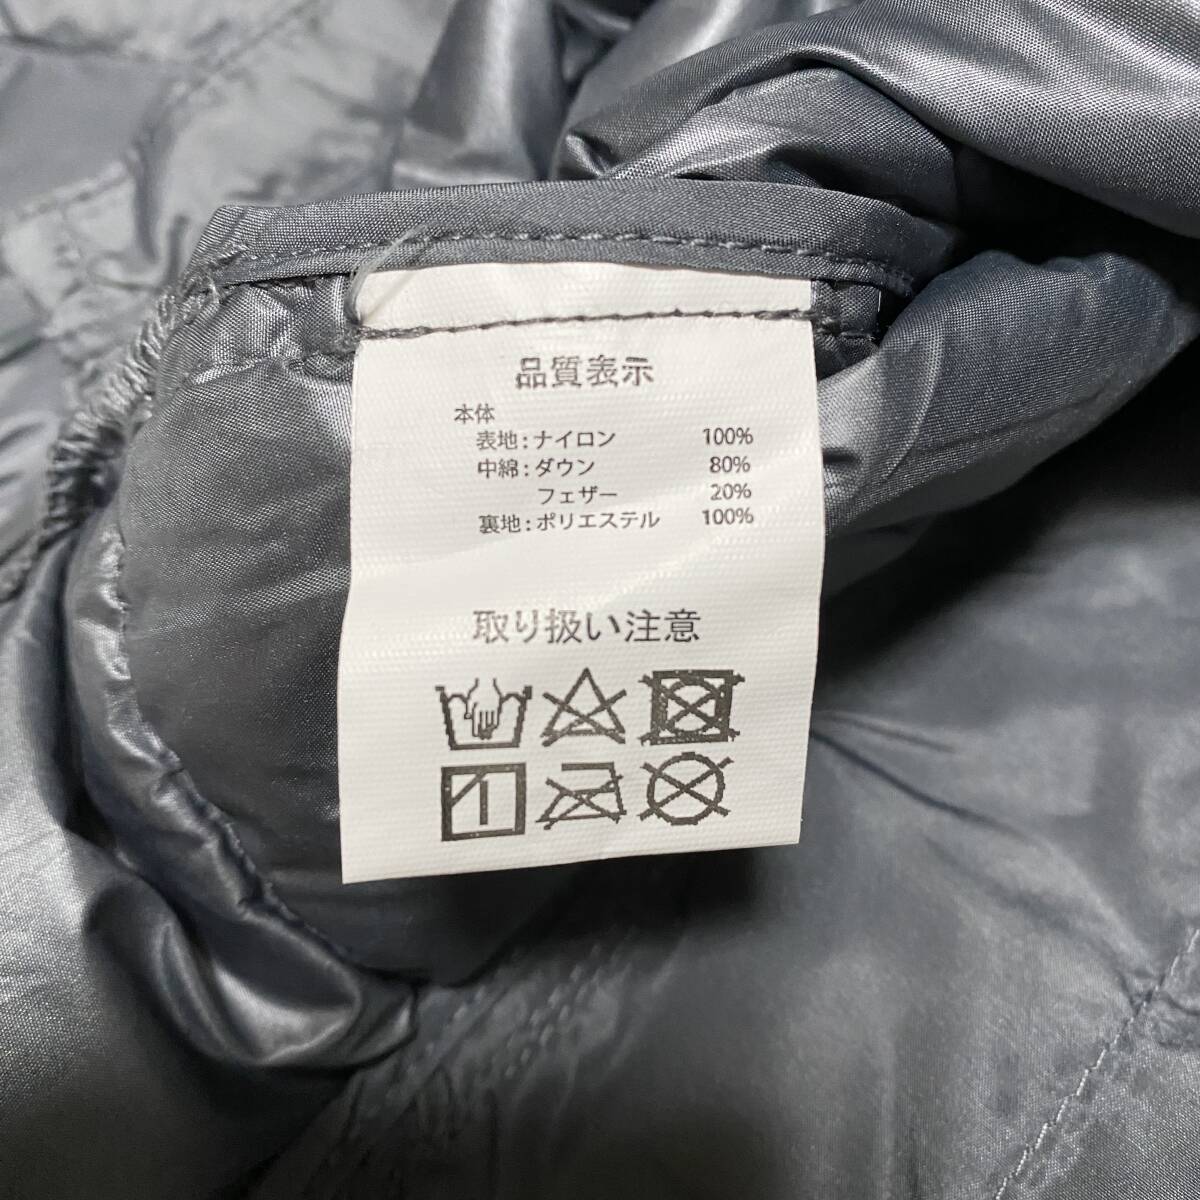 品質表示
本体
表地:ナイロン 100%
中綿:ダウン 80%
フェザー 20%
裏地:ポリエステル 100%
取り扱い注意